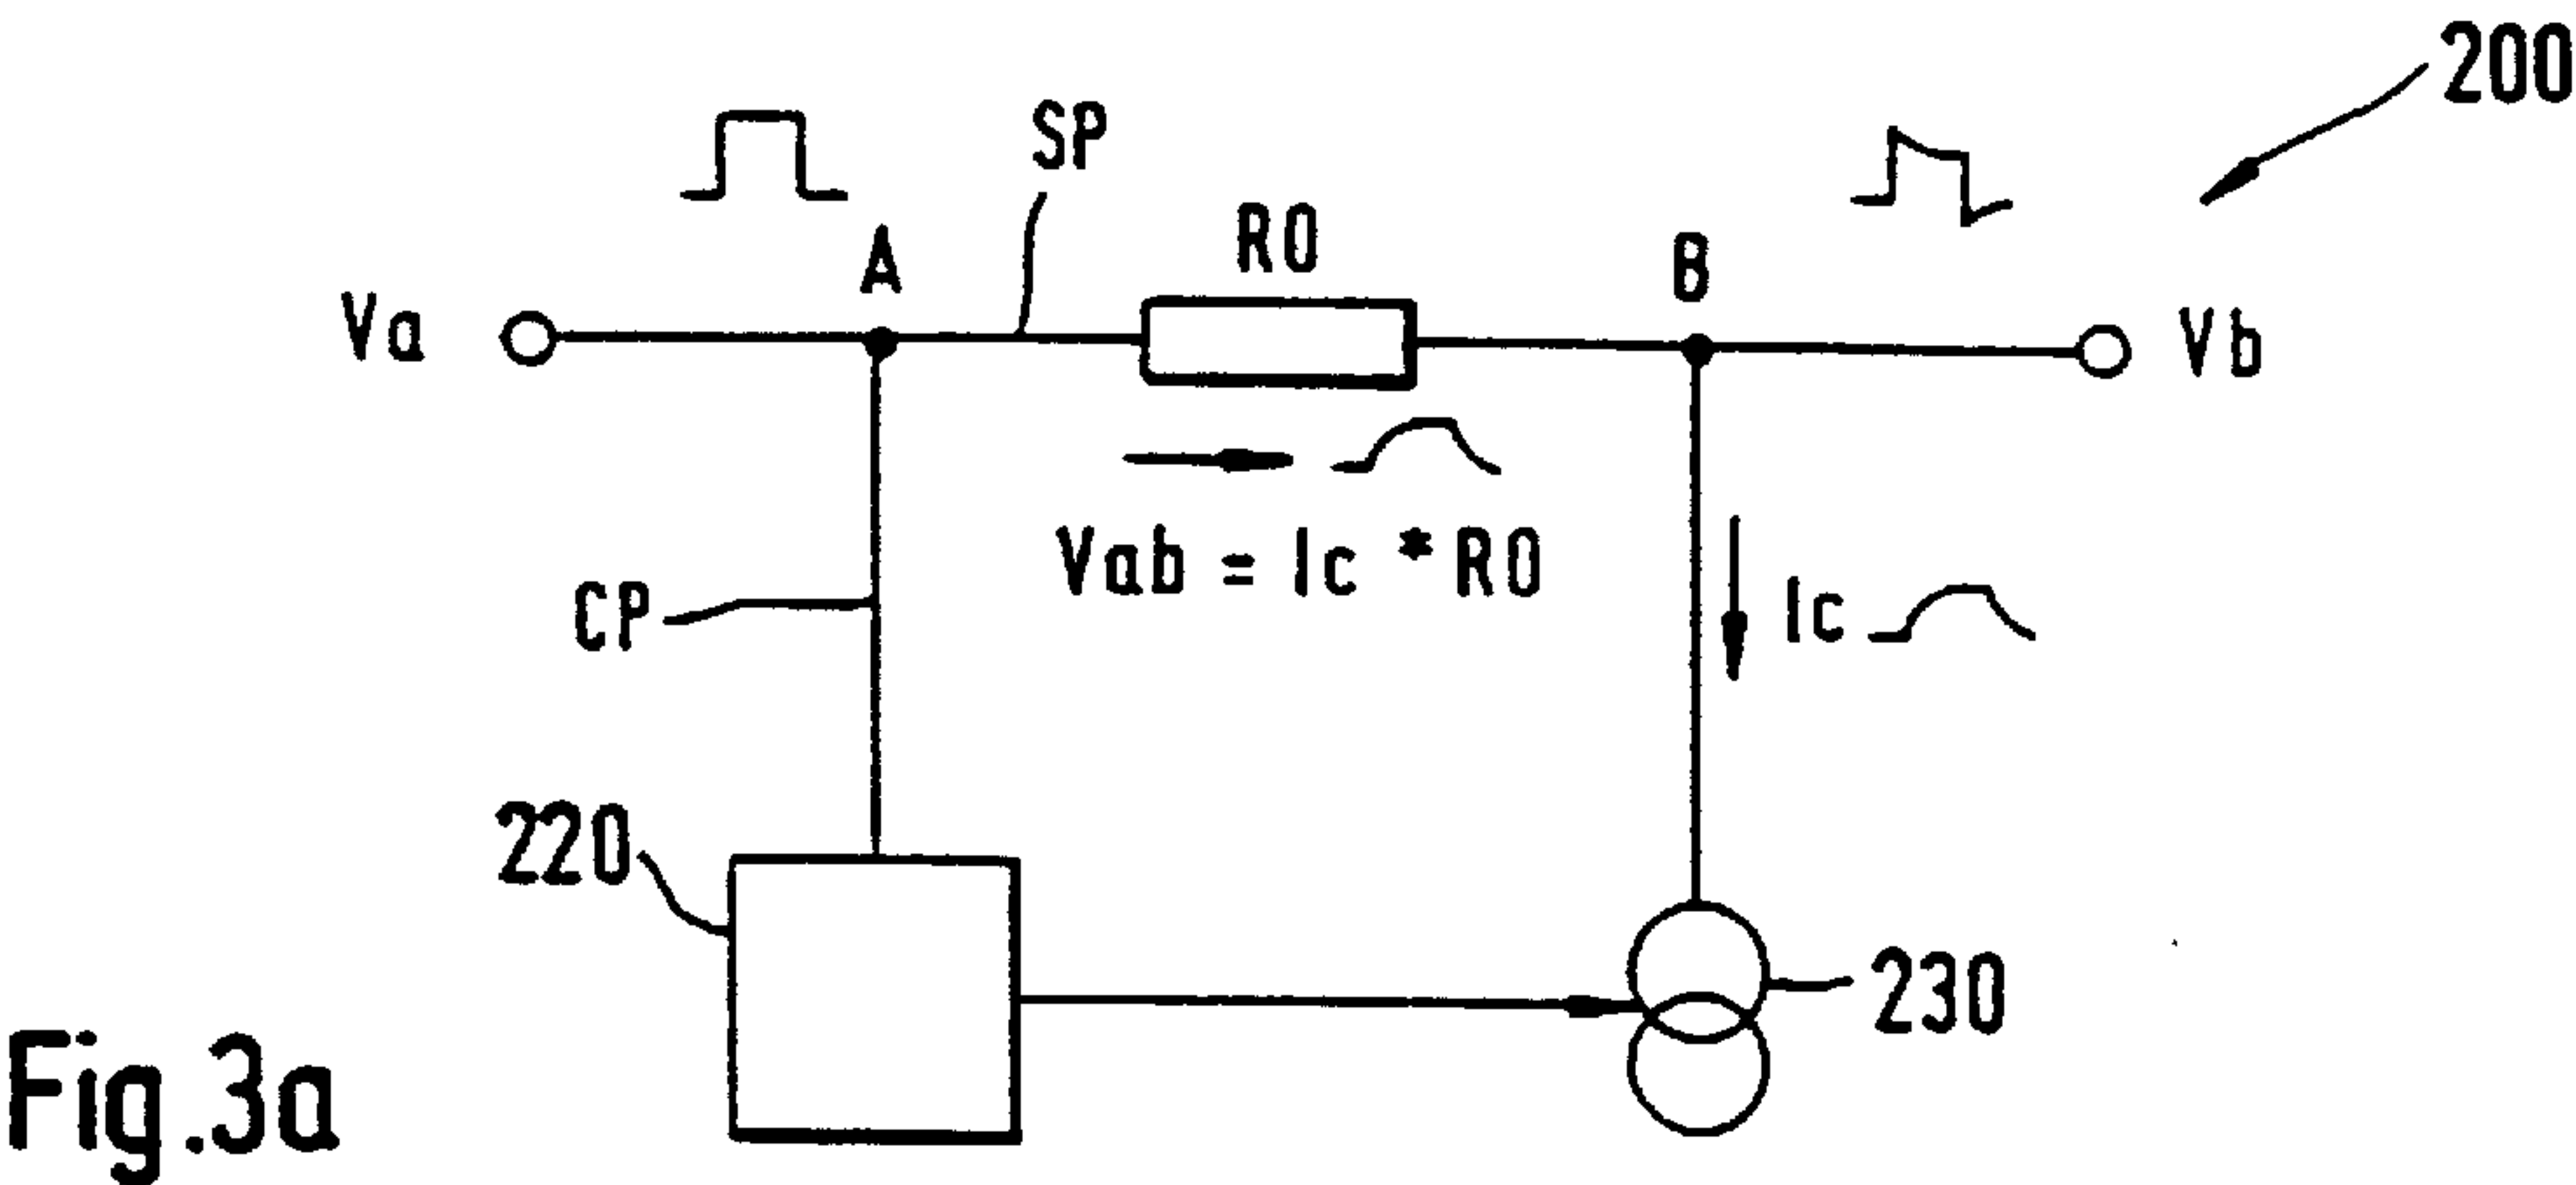 200
SP
A
R0
B
Va
Vb
Vab = Ic * R0
CP
Ic
220
230
Fig.3a